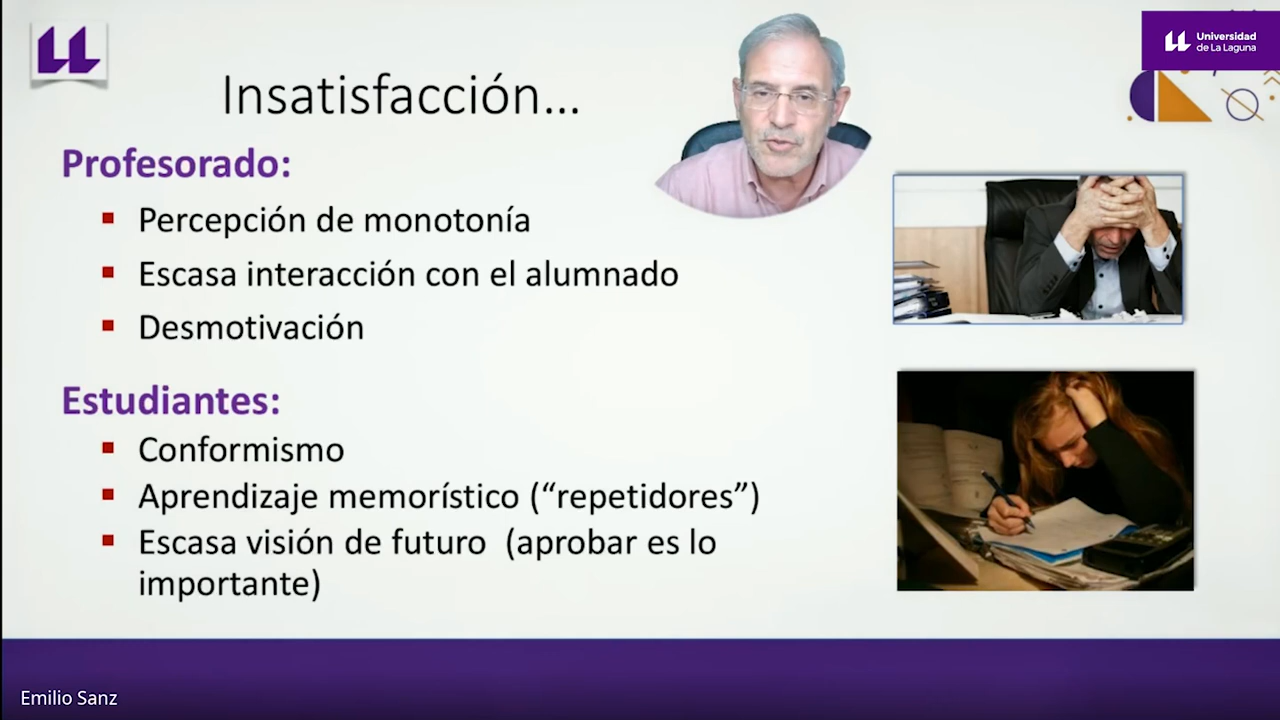 Universidad
de La Laguna
Insatisfacción...
Profesorado:
Percepción de monotonía
Escasa interacción con el alumnado
Desmotivación
Estudiantes:
Conformismo
Aprendizaje memorístico (“repetidores”)
Escasa visión de futuro (aprobar es lo
importante)
Emilio Sanz